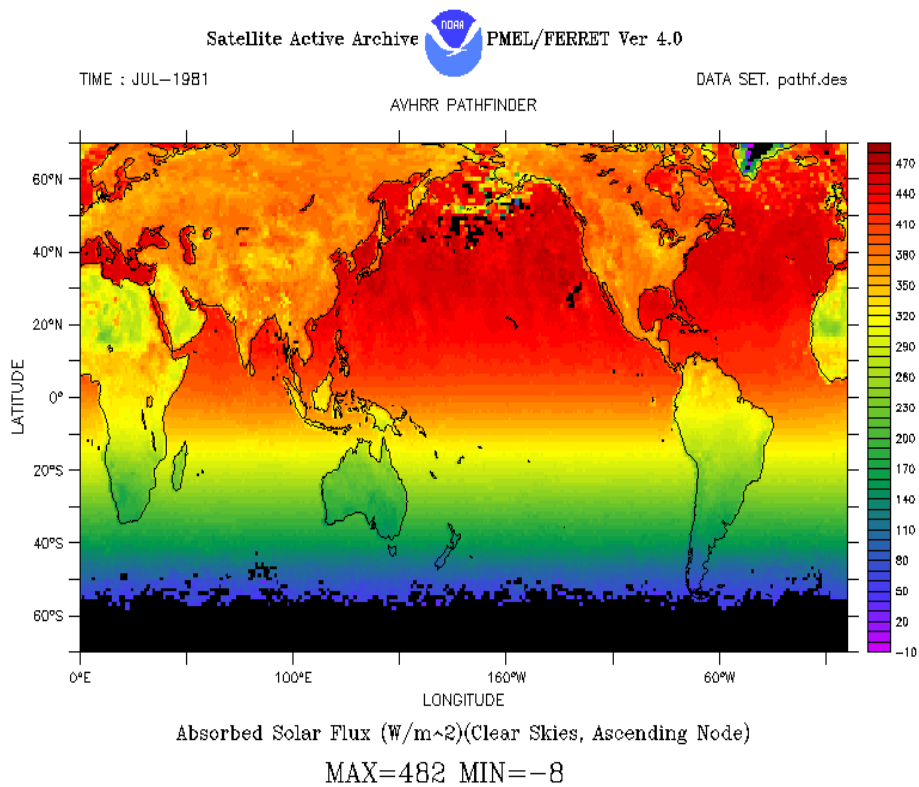 Satellite Active Archive NOAA PMEL/FERRET Ver 4.0
TIME : JUL-1981 DATA SET. pathf.des
AVHRR PATHFINDER
60°N
40°N
20°N
0°
20°S
40°S
60°S
LATITUDE
0°E 100°E 160°W 60°W
LONGITUDE
470
440
410
380
350
320
290
260
230
200
170
140
110
80
50
20
-10
Absorbed Solar Flux (W/m^2)(Clear Skies, Ascending Node)
MAX=482 MIN=-8